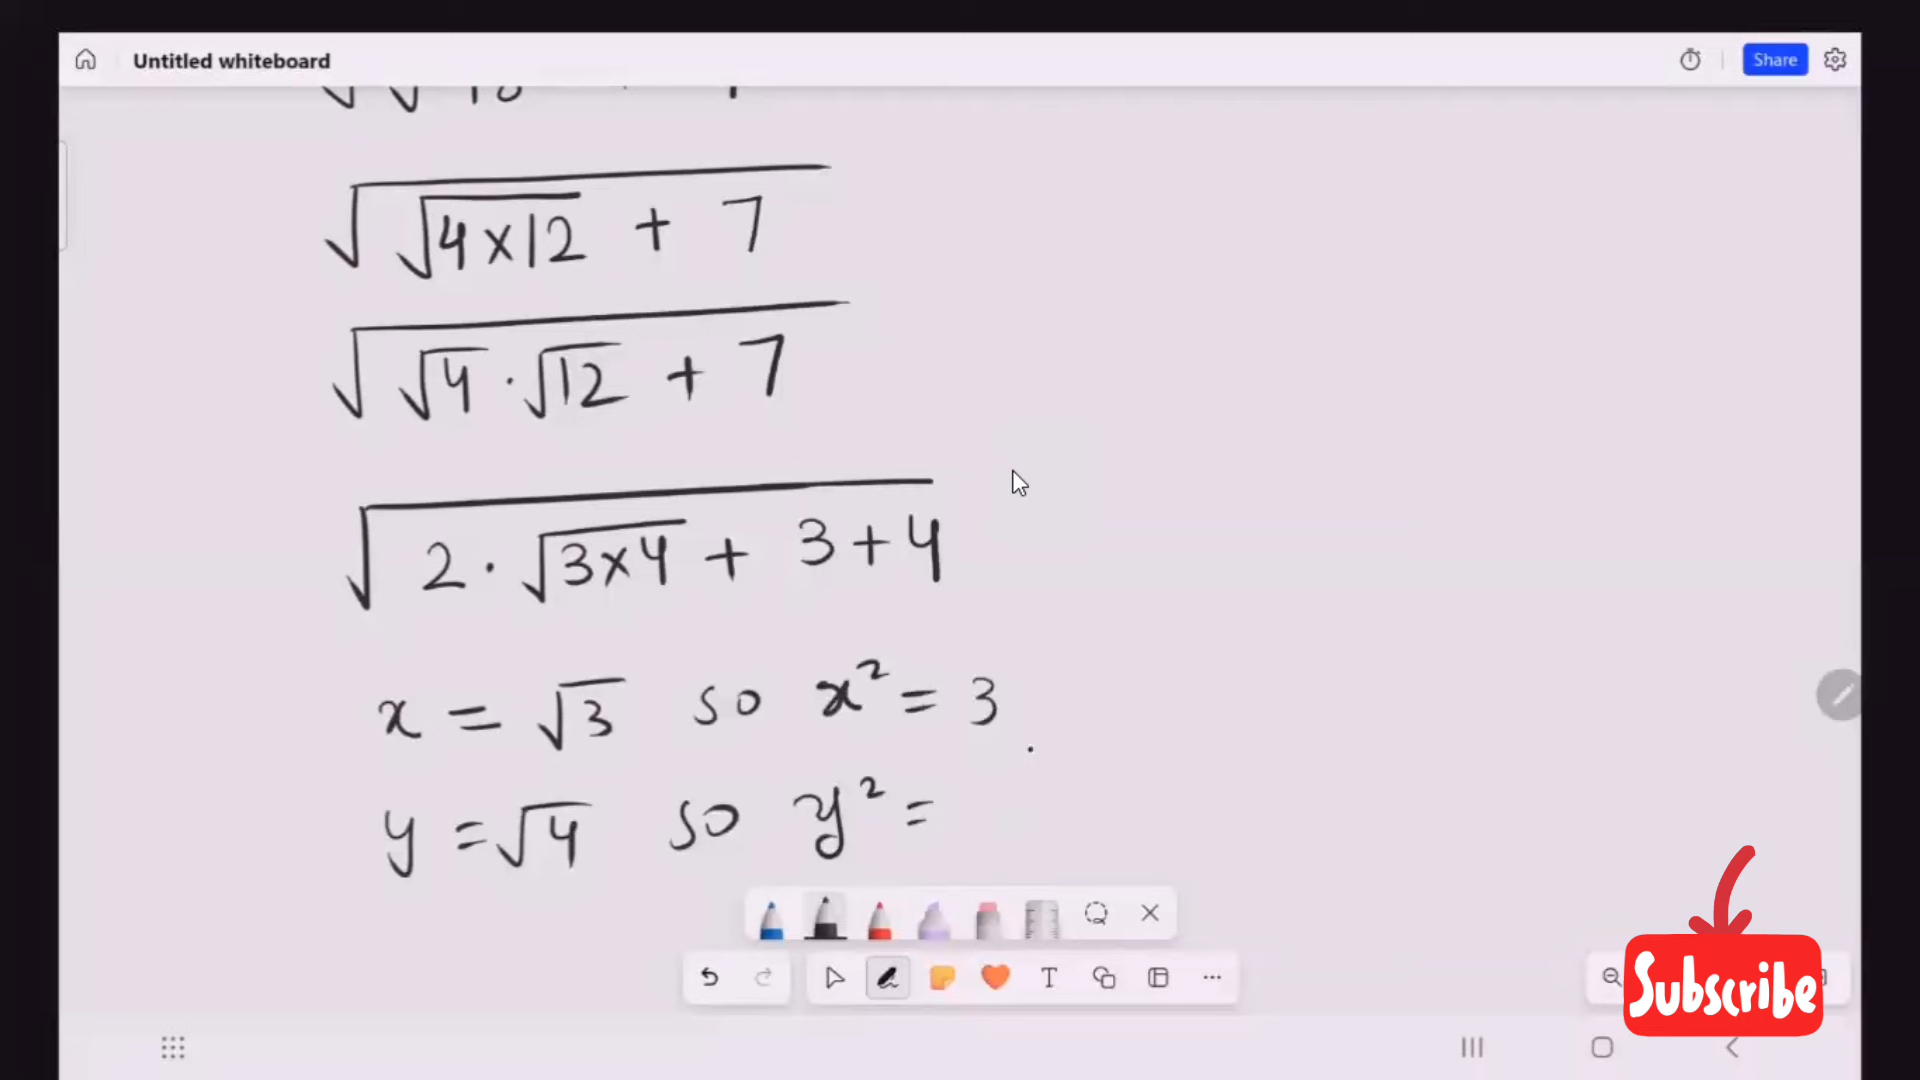 Untitled whiteboard
Share
√(√(4×12) + 7)
√(√4 · √12 + 7)
√(2 · √(3×4) + 3+4)
x = √3 so x² = 3
y = √4 so y² =
T
Subscribe